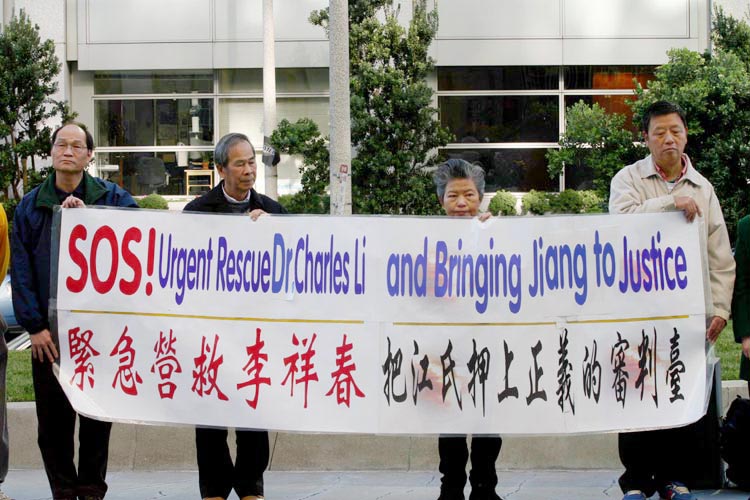 SOS! Urgent Rescue Dr. Charles Li and Bringing Jiang to Justice
緊急營救李祥春 把江氏押上正義的審判臺